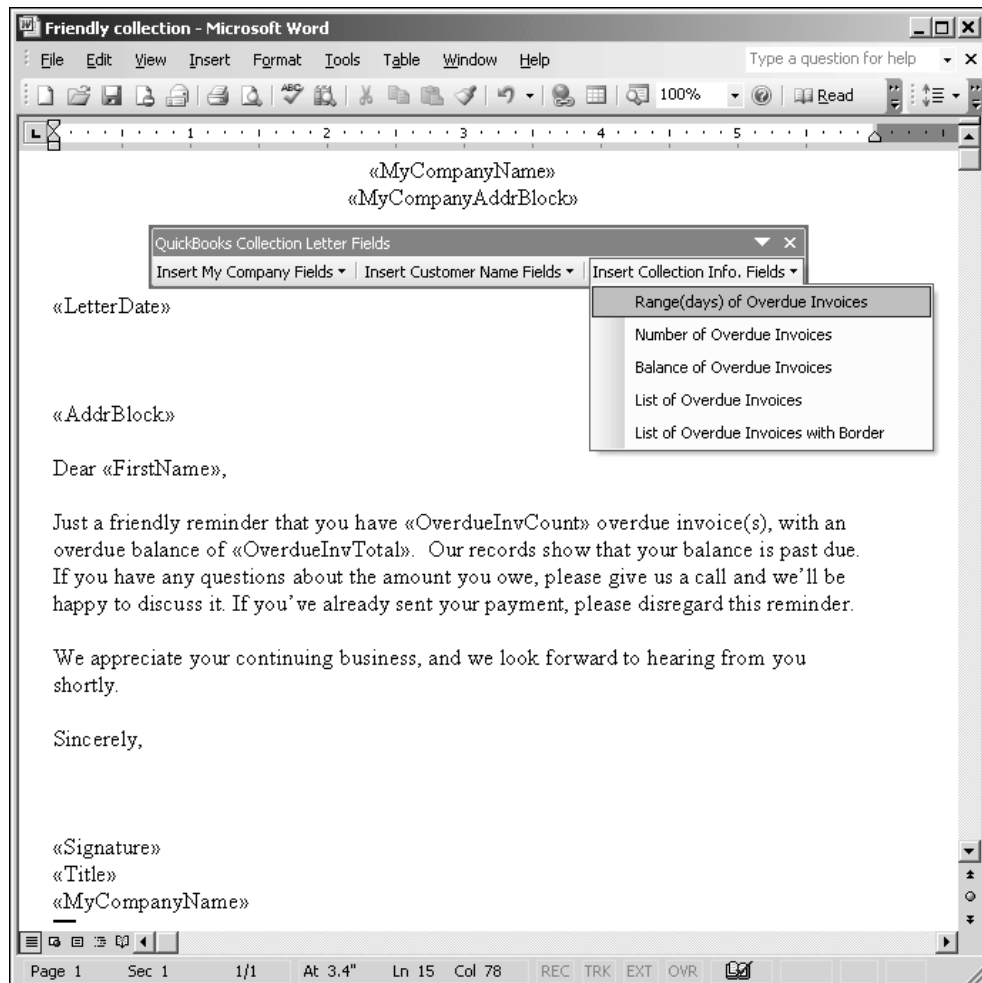 Friendly collection - Microsoft Word
File Edit View Insert Format Tools Table Window Help Type a question for help
ABC 100% Read
1 2 3 4 5
«MyCompanyName»
«MyCompanyAddrBlock»
QuickBooks Collection Letter Fields
Insert My Company Fields Insert Customer Name Fields Insert Collection Info. Fields
Range(days) of Overdue Invoices
Number of Overdue Invoices
Balance of Overdue Invoices
List of Overdue Invoices
List of Overdue Invoices with Border
«LetterDate»
«AddrBlock»
Dear «FirstName»,
Just a friendly reminder that you have «OverdueInvCount» overdue invoice(s), with an
overdue balance of «OverdueInvTotal».  Our records show that your balance is past due.
If you have any questions about the amount you owe, please give us a call and we'll be
happy to discuss it. If you've already sent your payment, please disregard this reminder.
We appreciate your continuing business, and we look forward to hearing from you
shortly.
Sincerely,
«Signature»
«Title»
«MyCompanyName»
Page 1 Sec 1 1/1 At 3.4" Ln 15 Col 78 REC TRK EXT OVR